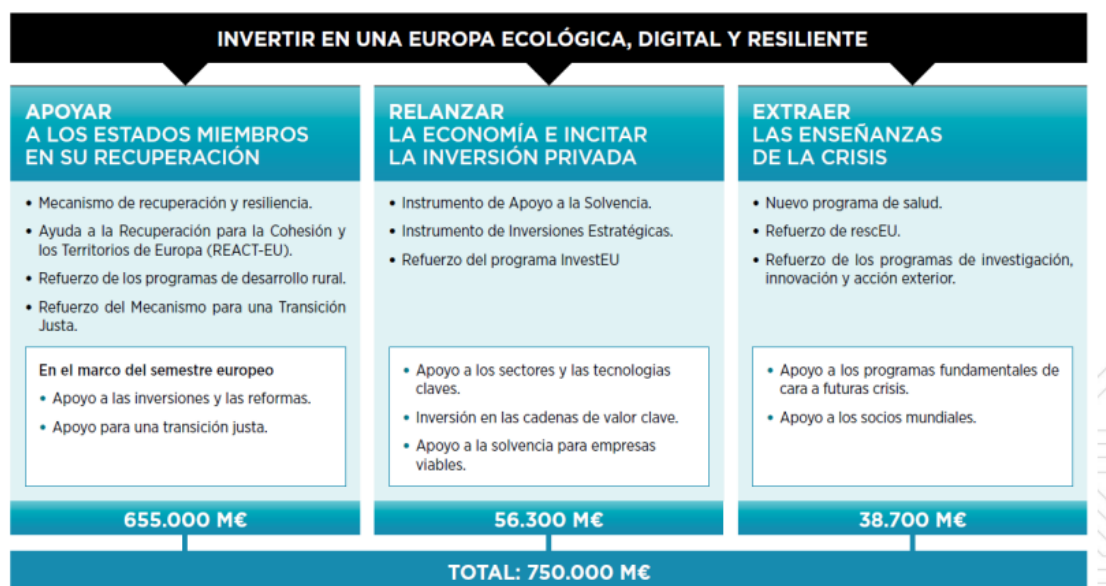 INVERTIR EN UNA EUROPA ECOLÓGICA, DIGITAL Y RESILIENTE
APOYAR
A LOS ESTADOS MIEMBROS
EN SU RECUPERACIÓN
• Mecanismo de recuperación y resiliencia.
• Ayuda a la Recuperación para la Cohesión y
los Territorios de Europa (REACT-EU).
• Refuerzo de los programas de desarrollo rural.
• Refuerzo del Mecanismo para una Transición
Justa.
En el marco del semestre europeo
• Apoyo a las inversiones y las reformas.
• Apoyo para una transición justa.
655.000 M€
RELANZAR
LA ECONOMÍA E INCITAR
LA INVERSIÓN PRIVADA
• Instrumento de Apoyo a la Solvencia.
• Instrumento de Inversiones Estratégicas.
• Refuerzo del programa InvestEU
• Apoyo a los sectores y las tecnologias
claves.
• Inversión en las cadenas de valor clave.
• Apoyo a la solvencia para empresas
viables.
56.300 M€
EXTRAER
LAS ENSEÑANZAS
DE LA CRISIS
• Nuevo programa de salud.
• Refuerzo de rescEU.
• Refuerzo de los programas de investigación,
innovación y acción exterior.
• Apoyo a los programas fundamentales de
cara a futuras crisis.
• Apoyo a los socios mundiales.
38.700 M€
TOTAL: 750.000 M€